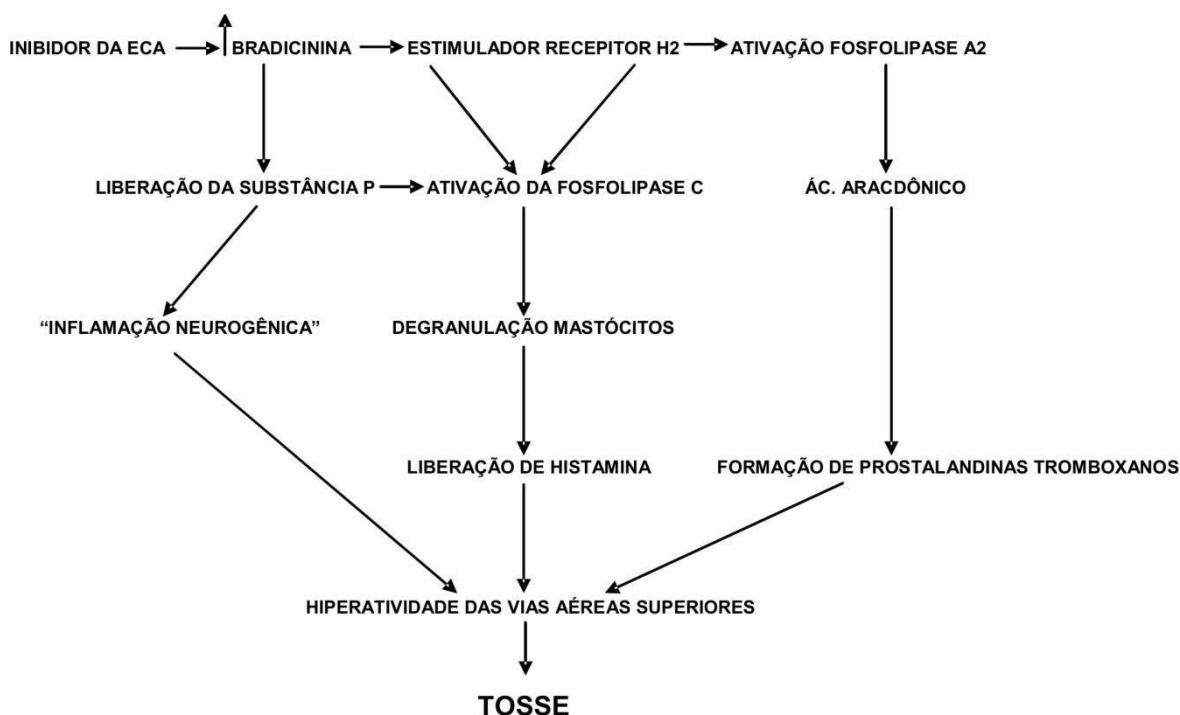 INIBIDOR DA ECA
BRADICININA
ESTIMULADOR RECEPITOR H2
ATIVAÇÃO FOSFOLIPASE A2
LIBERAÇÃO DA SUBSTÂNCIA P
ATIVAÇÃO DA FOSFOLIPASE C
ÁC. ARACDÔNICO
“INFLAMAÇÃO NEUROGÊNICA”
DEGRANULAÇÃO MASTÓCITOS
LIBERAÇÃO DE HISTAMINA
FORMAÇÃO DE PROSTALANDINAS TROMBOXANOS
HIPERATIVIDADE DAS VIAS AÉREAS SUPERIORES
TOSSE